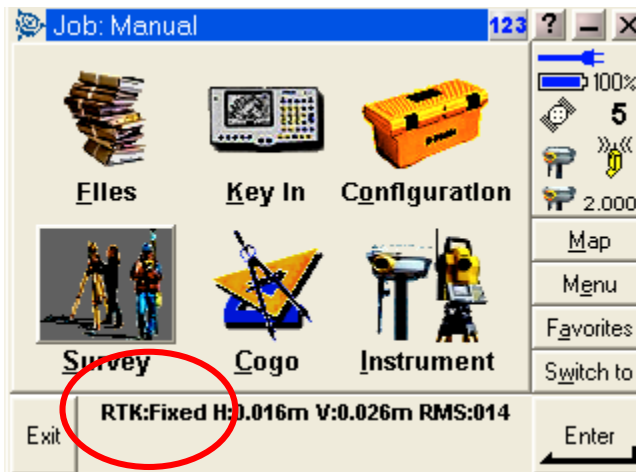 Job: Manual 123 ? X
100%
5
2.000
Files Key In Configuration
Survey Cogo Instrument
Map
Menu
Favorites
Switch to
Exit RTK:Fixed H:0.016m V:0.026m RMS:014 Enter